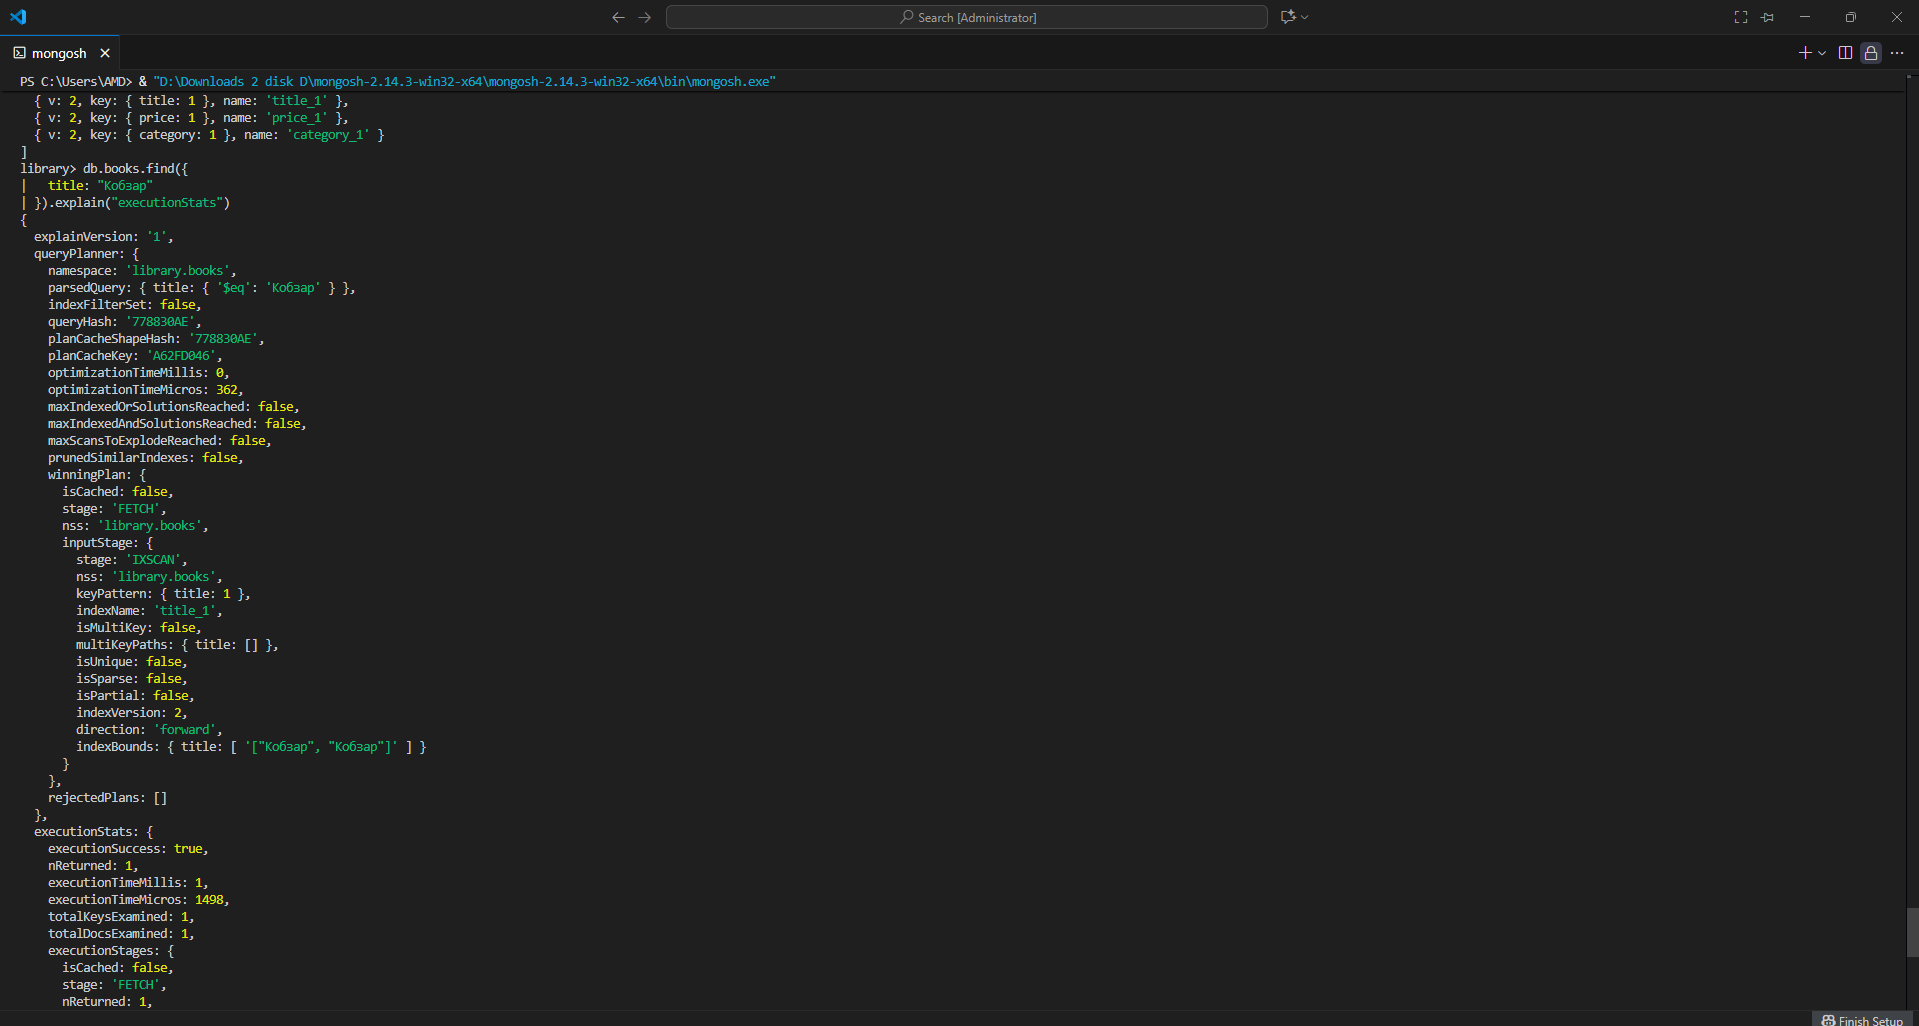 Search [Administrator]
mongosh
PS C:\Users\AMD> & "D:\Downloads 2 disk D\mongosh-2.14.3-win32-x64\mongosh-2.14.3-win32-x64\bin\mongosh.exe"
{ v: 2, key: { title: 1 }, name: 'title_1' },
{ v: 2, key: { price: 1 }, name: 'price_1' },
{ v: 2, key: { category: 1 }, name: 'category_1' }
]
library> db.books.find({
|   title: "Кобзар"
| }).explain("executionStats")
{
explainVersion: '1',
queryPlanner: {
namespace: 'library.books',
parsedQuery: { title: { '$eq': 'Кобзар' } },
indexFilterSet: false,
queryHash: '778830AE',
planCacheShapeHash: '778830AE',
planCacheKey: 'A62FD046',
optimizationTimeMillis: 0,
optimizationTimeMicros: 362,
maxIndexedOrSolutionsReached: false,
maxIndexedAndSolutionsReached: false,
maxScansToExplodeReached: false,
prunedSimilarIndexes: false,
winningPlan: {
isCached: false,
stage: 'FETCH',
nss: 'library.books',
inputStage: {
stage: 'IXSCAN',
nss: 'library.books',
keyPattern: { title: 1 },
indexName: 'title_1',
isMultiKey: false,
multiKeyPaths: { title: [] },
isUnique: false,
isSparse: false,
isPartial: false,
indexVersion: 2,
direction: 'forward',
indexBounds: { title: [ '["Кобзар", "Кобзар"]' ] }
}
},
rejectedPlans: []
},
executionStats: {
executionSuccess: true,
nReturned: 1,
executionTimeMillis: 1,
executionTimeMicros: 1498,
totalKeysExamined: 1,
totalDocsExamined: 1,
executionStages: {
isCached: false,
stage: 'FETCH',
nReturned: 1,
Finish Setup